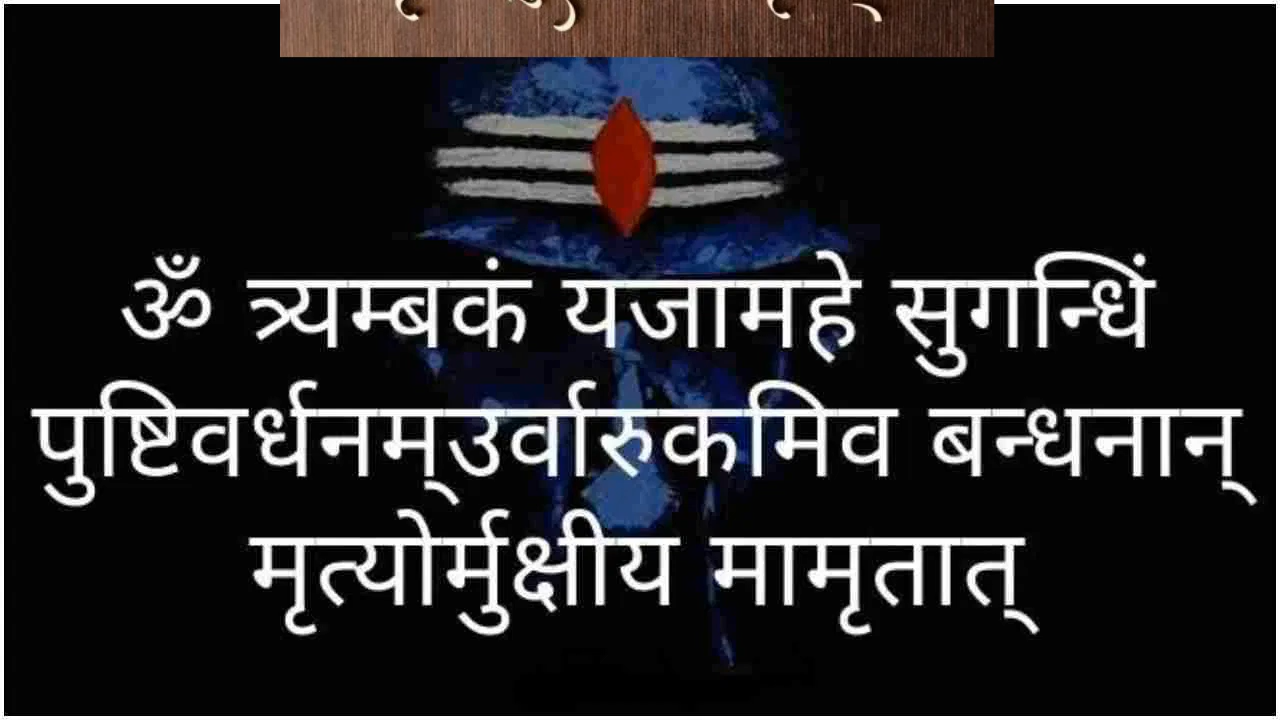 ॐ त्र्यम्बकं यजामहे सुगन्धिं
पुष्टिवर्धनम्उर्वारुकमिव बन्धनान्
मृत्योर्मुक्षीय मामृतात्